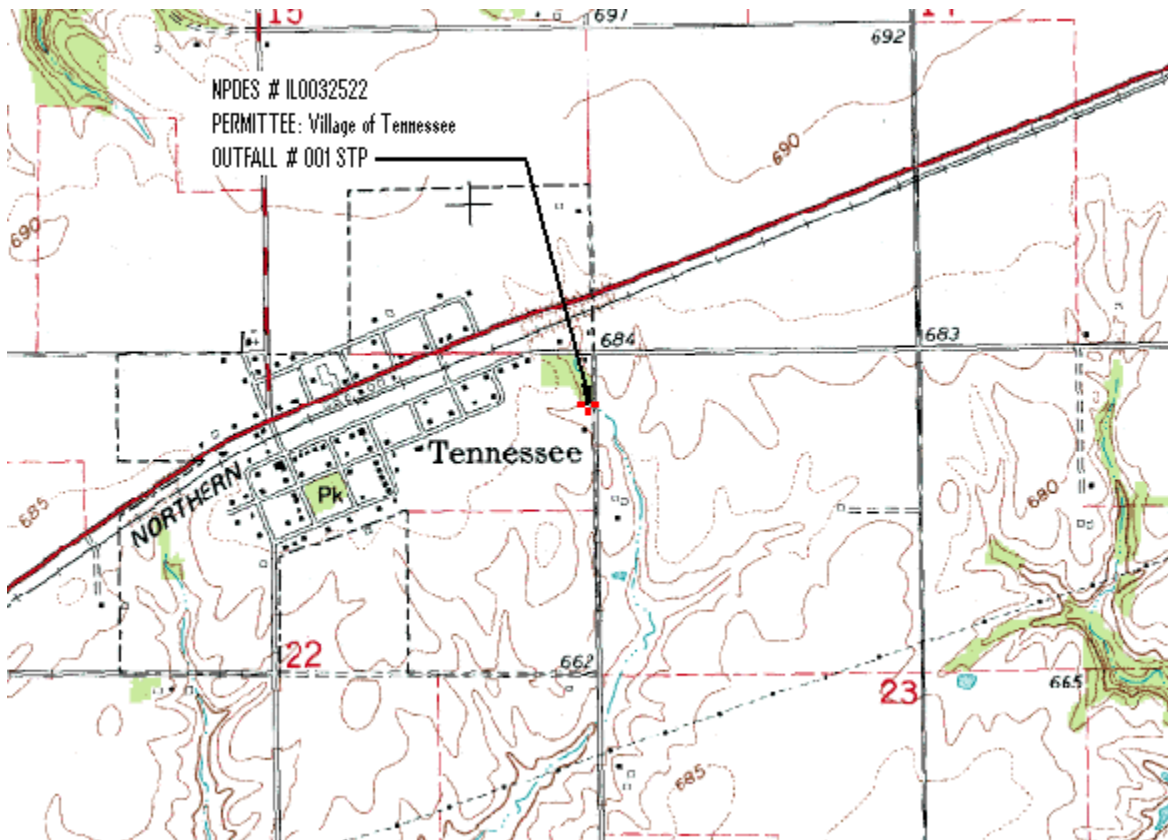 15
697
14
692
NPDES # IL0032522
PERMITTEE: Village of Tennessee
OUTFALL # 001 STP
690
690
684
683
Tennessee
Pk
NORTHERN
685
680
22
662
23
665
685